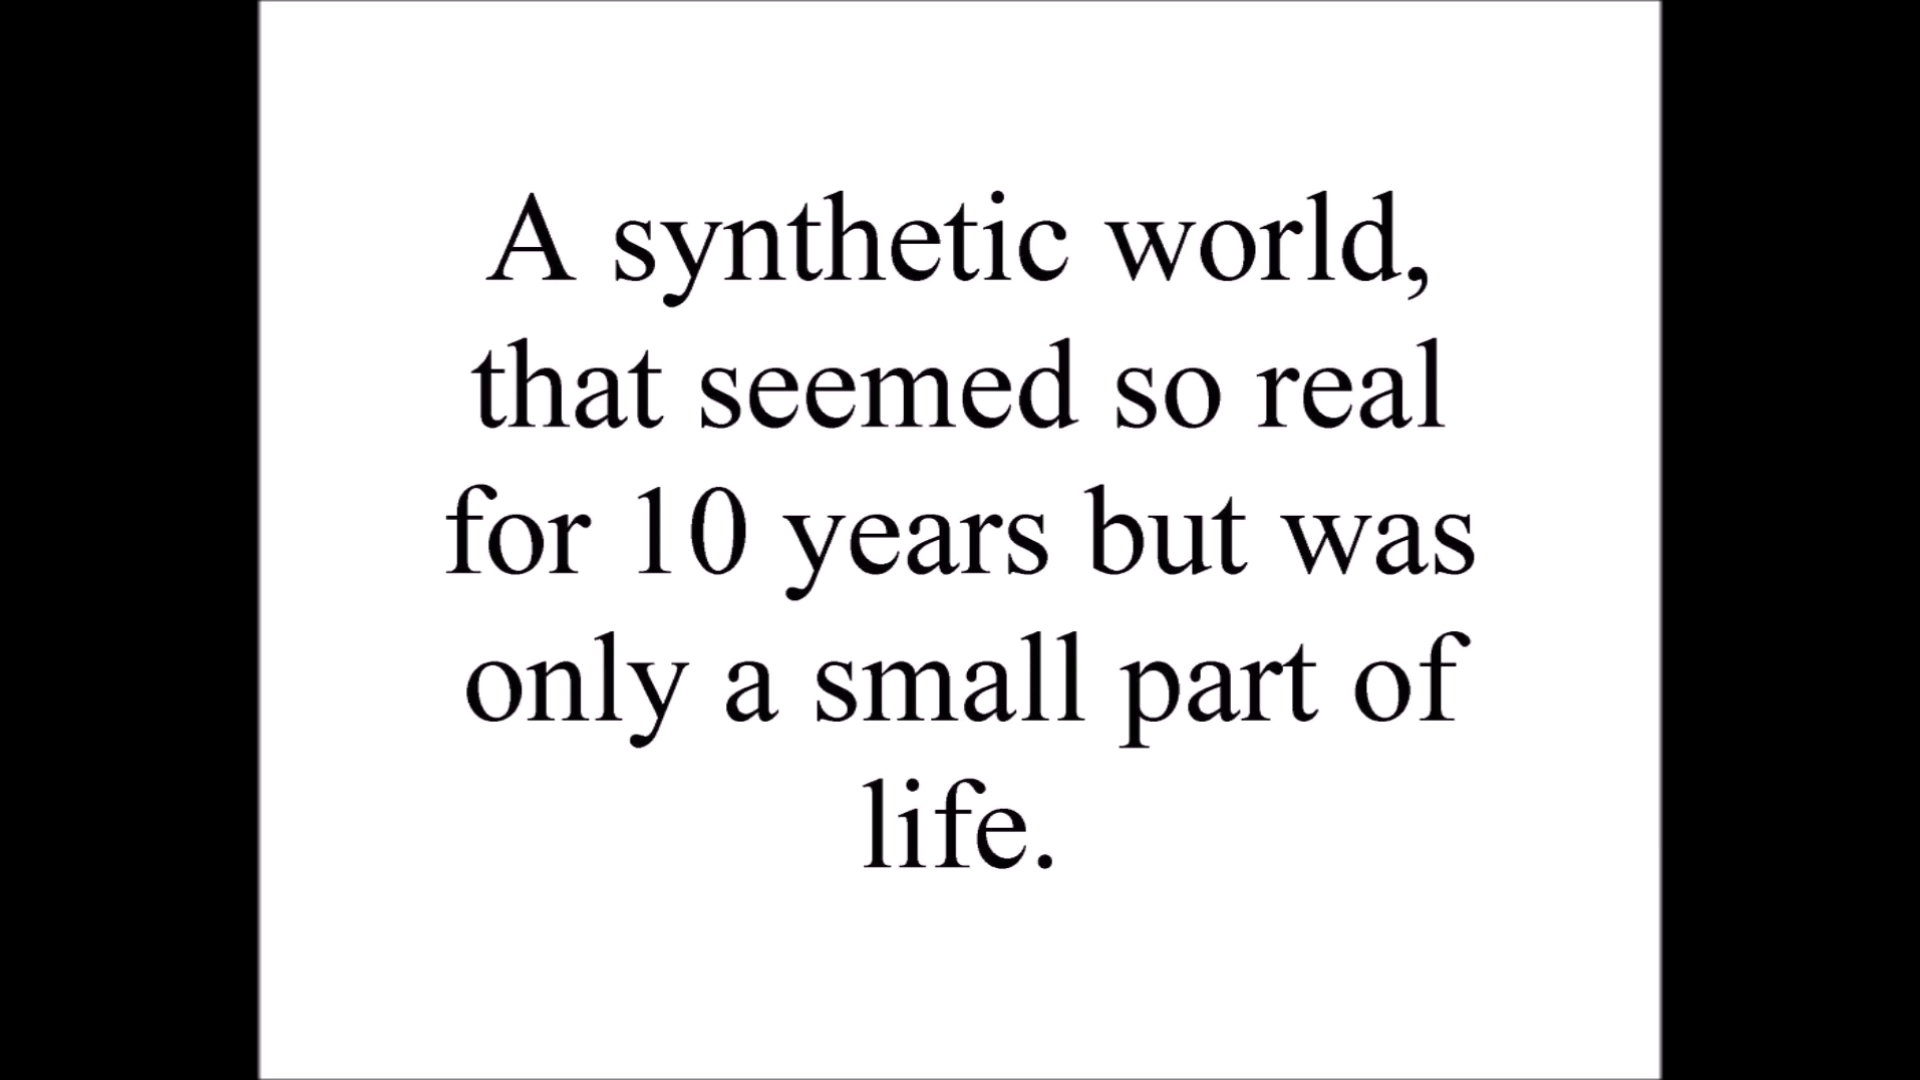 A synthetic world,
that seemed so real
for 10 years but was
only a small part of
life.